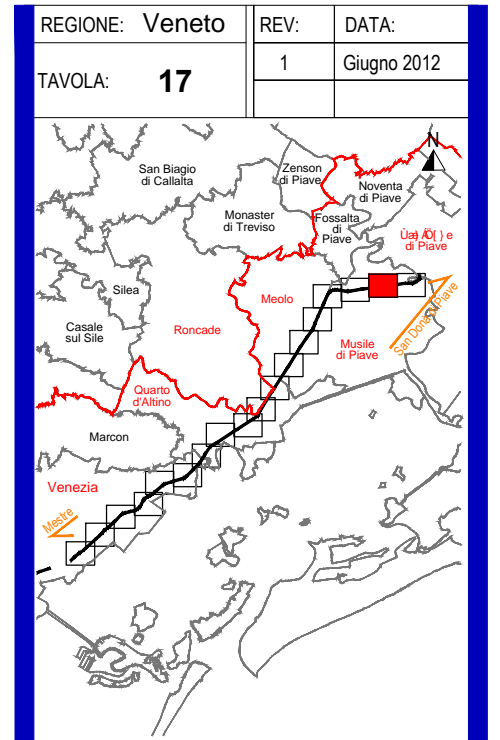 REGIONE: Veneto
REV:
DATA:
TAVOLA: 17
1
Giugno 2012
N
San Biagio
di Callalta
Zenson
di Piave
Noventa
di Piave
Monaster
di Treviso
Fossalta
di
Piave
di Piave
Silea
Meolo
Casale
sul Sile
Roncade
Musile
di Piave
San Donà di Piave
Quarto
d'Altino
Marcon
Venezia
Mestre